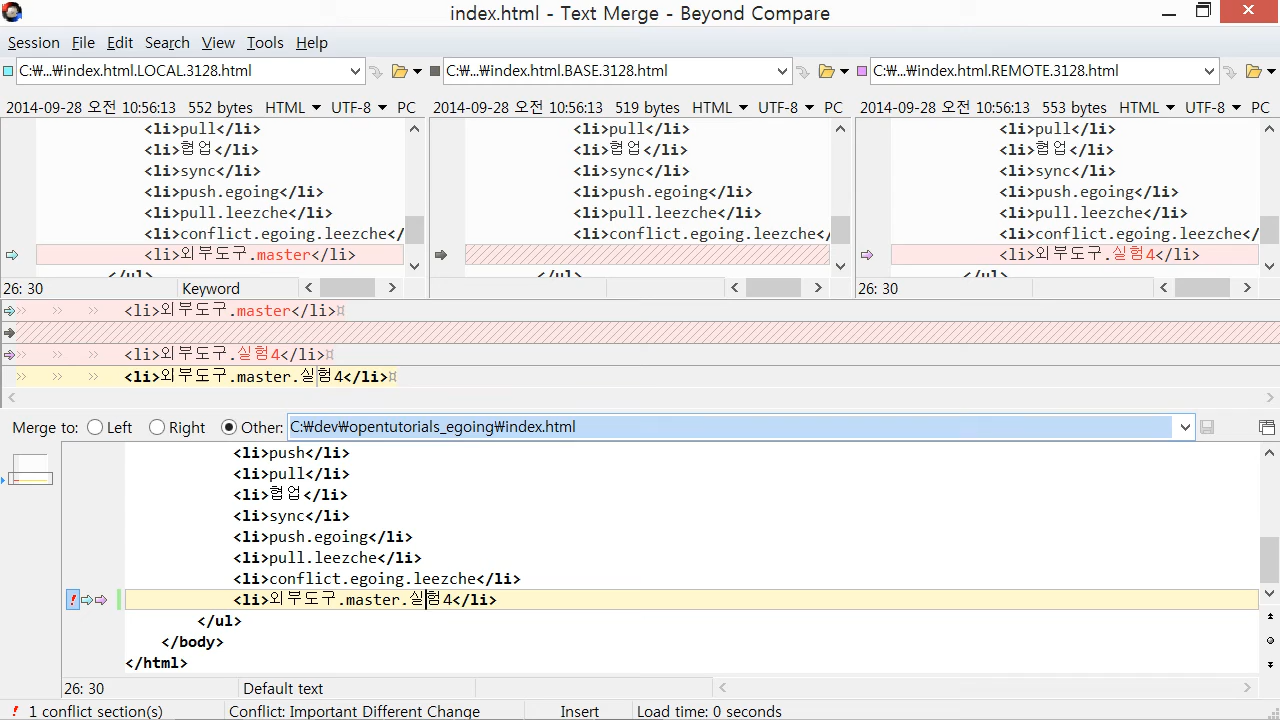 index.html - Text Merge - Beyond Compare
Session File Edit Search View Tools Help
C:₩...₩index.html.LOCAL.3128.html
C:₩...₩index.html.BASE.3128.html
C:₩...₩index.html.REMOTE.3128.html
2014-09-28 오전 10:56:13 552 bytes HTML UTF-8 PC
2014-09-28 오전 10:56:13 519 bytes HTML UTF-8 PC
2014-09-28 오전 10:56:13 553 bytes HTML UTF-8 PC
<li>pull</li>
<li>협업</li>
<li>sync</li>
<li>push.egoing</li>
<li>pull.leezche</li>
<li>conflict.egoing.leezche</
<li>외부도구.master</li>
</ul>
26: 30 Keyword
<li>pull</li>
<li>협업</li>
<li>sync</li>
<li>push.egoing</li>
<li>pull.leezche</li>
<li>conflict.egoing.leezche</
</ul>
<li>pull</li>
<li>협업</li>
<li>sync</li>
<li>push.egoing</li>
<li>pull.leezche</li>
<li>conflict.egoing.leezche</
<li>외부도구.실험4</li>
</ul>
26: 30
<li>외부도구.master</li>¤
<li>외부도구.실험4</li>¤
<li>외부도구.master.실험4</li>¤
Merge to: Left Right Other: C:₩dev₩opentutorials_egoing₩index.html
<li>push</li>
<li>pull</li>
<li>협업</li>
<li>sync</li>
<li>push.egoing</li>
<li>pull.leezche</li>
<li>conflict.egoing.leezche</li>
<li>외부도구.master.실험4</li>
</ul>
</body>
</html>
26: 30 Default text
! 1 conflict section(s) Conflict: Important Different Change Insert Load time: 0 seconds